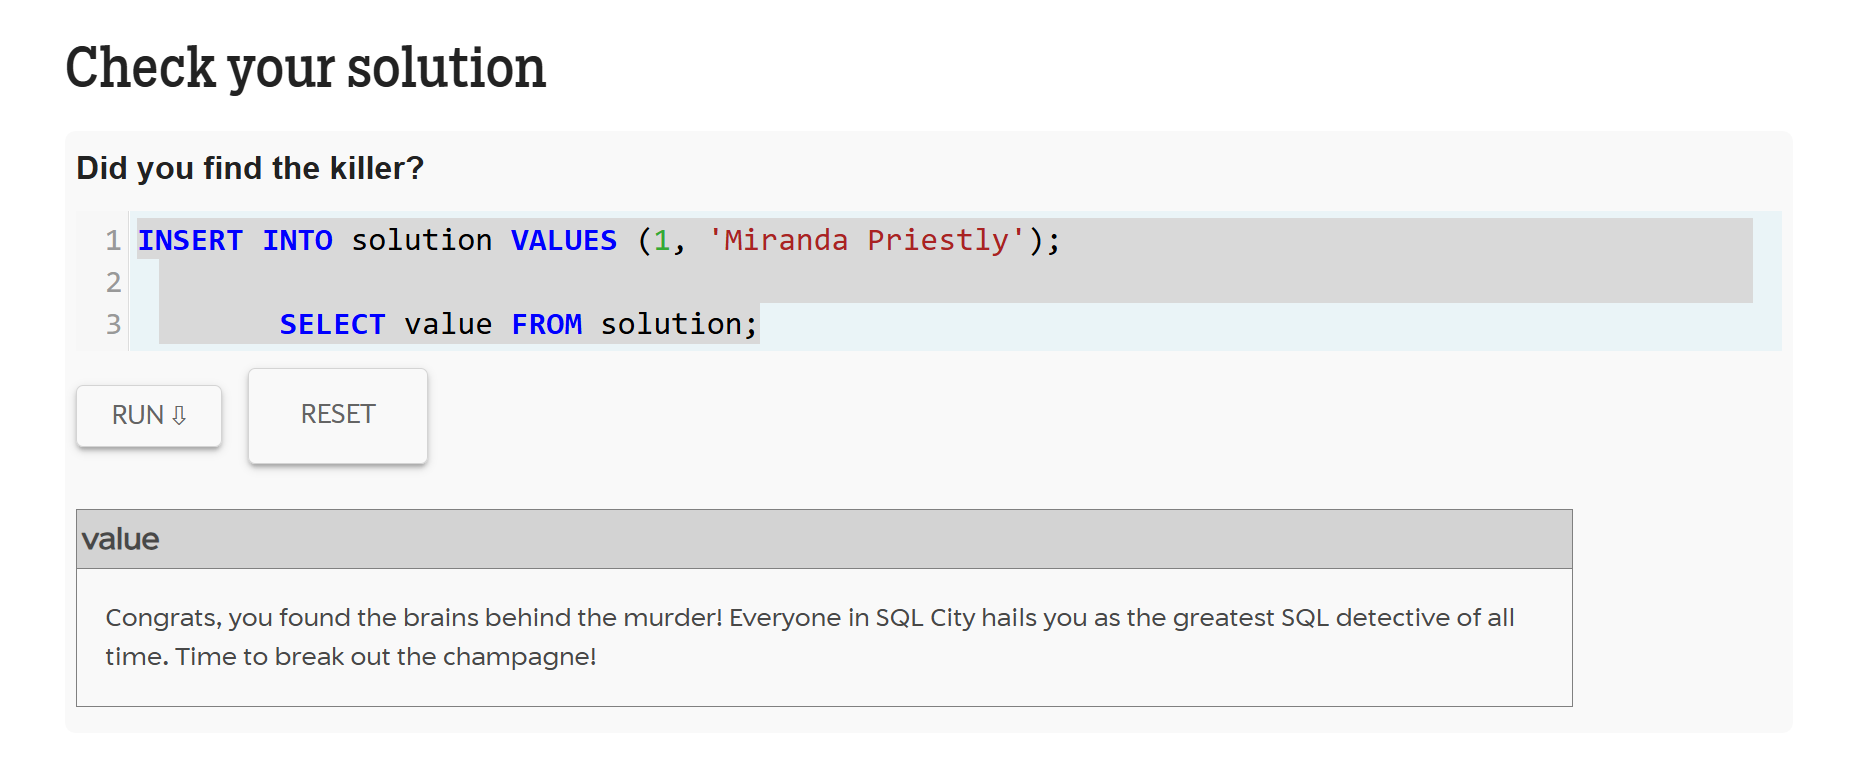 Check your solution
Did you find the killer?
1 INSERT INTO solution VALUES (1, 'Miranda Priestly');
2
3 SELECT value FROM solution;
RUN ⇩ RESET
value
Congrats, you found the brains behind the murder! Everyone in SQL City hails you as the greatest SQL detective of all
time. Time to break out the champagne!